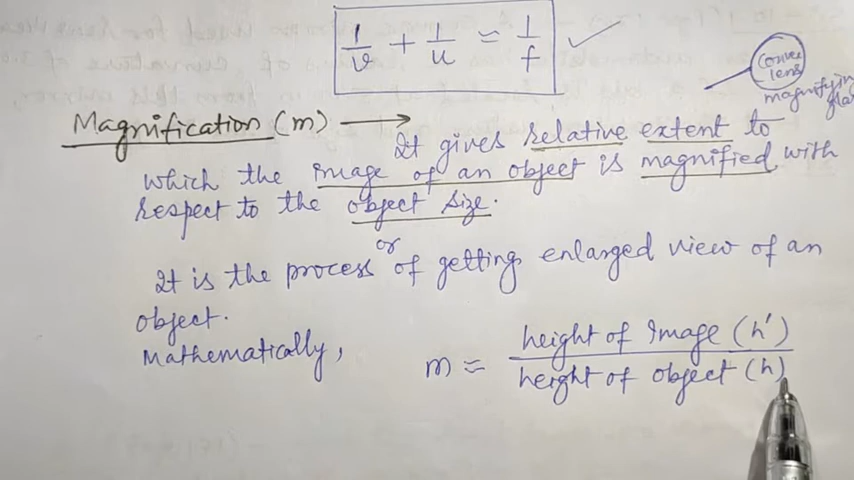 1/v + 1/u = 1/f
Convex lens
magnifying glass
Magnification (m) →
It gives relative extent to
which the image of an object is magnified with
respect to the object size.
or
It is the process of getting enlarged view of an
object.
Mathematically,
m = height of Image (h') / height of object (h)